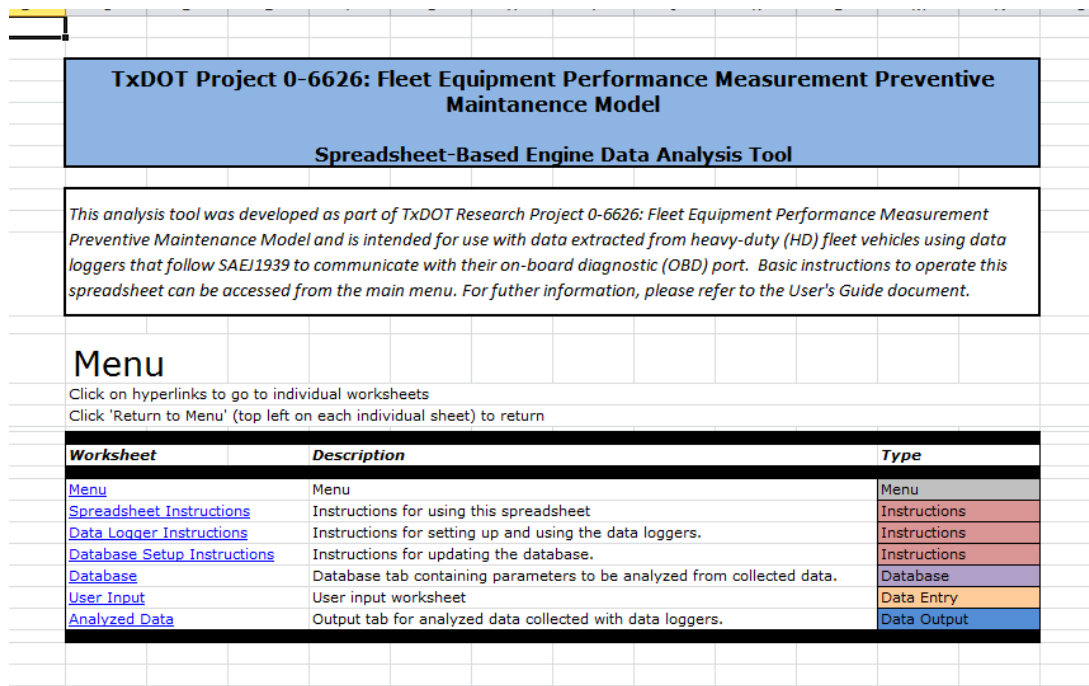 TxDOT Project 0-6626: Fleet Equipment Performance Measurement Preventive
Maintanence Model
Spreadsheet-Based Engine Data Analysis Tool
This analysis tool was developed as part of TxDOT Research Project 0-6626: Fleet Equipment Performance Measurement
Preventive Maintenance Model and is intended for use with data extracted from heavy-duty (HD) fleet vehicles using data
loggers that follow SAEJ1939 to communicate with their on-board diagnostic (OBD) port.  Basic instructions to operate this
spreadsheet can be accessed from the main menu. For futher information, please refer to the User's Guide document.
Menu
Click on hyperlinks to go to individual worksheets
Click 'Return to Menu' (top left on each individual sheet) to return
Worksheet Description Type
Menu Menu Menu
Spreadsheet Instructions Instructions for using this spreadsheet Instructions
Data Logger Instructions Instructions for setting up and using the data loggers. Instructions
Database Setup Instructions Instructions for updating the database. Instructions
Database Database tab containing parameters to be analyzed from collected data. Database
User Input User input worksheet Data Entry
Analyzed Data Output tab for analyzed data collected with data loggers. Data Output